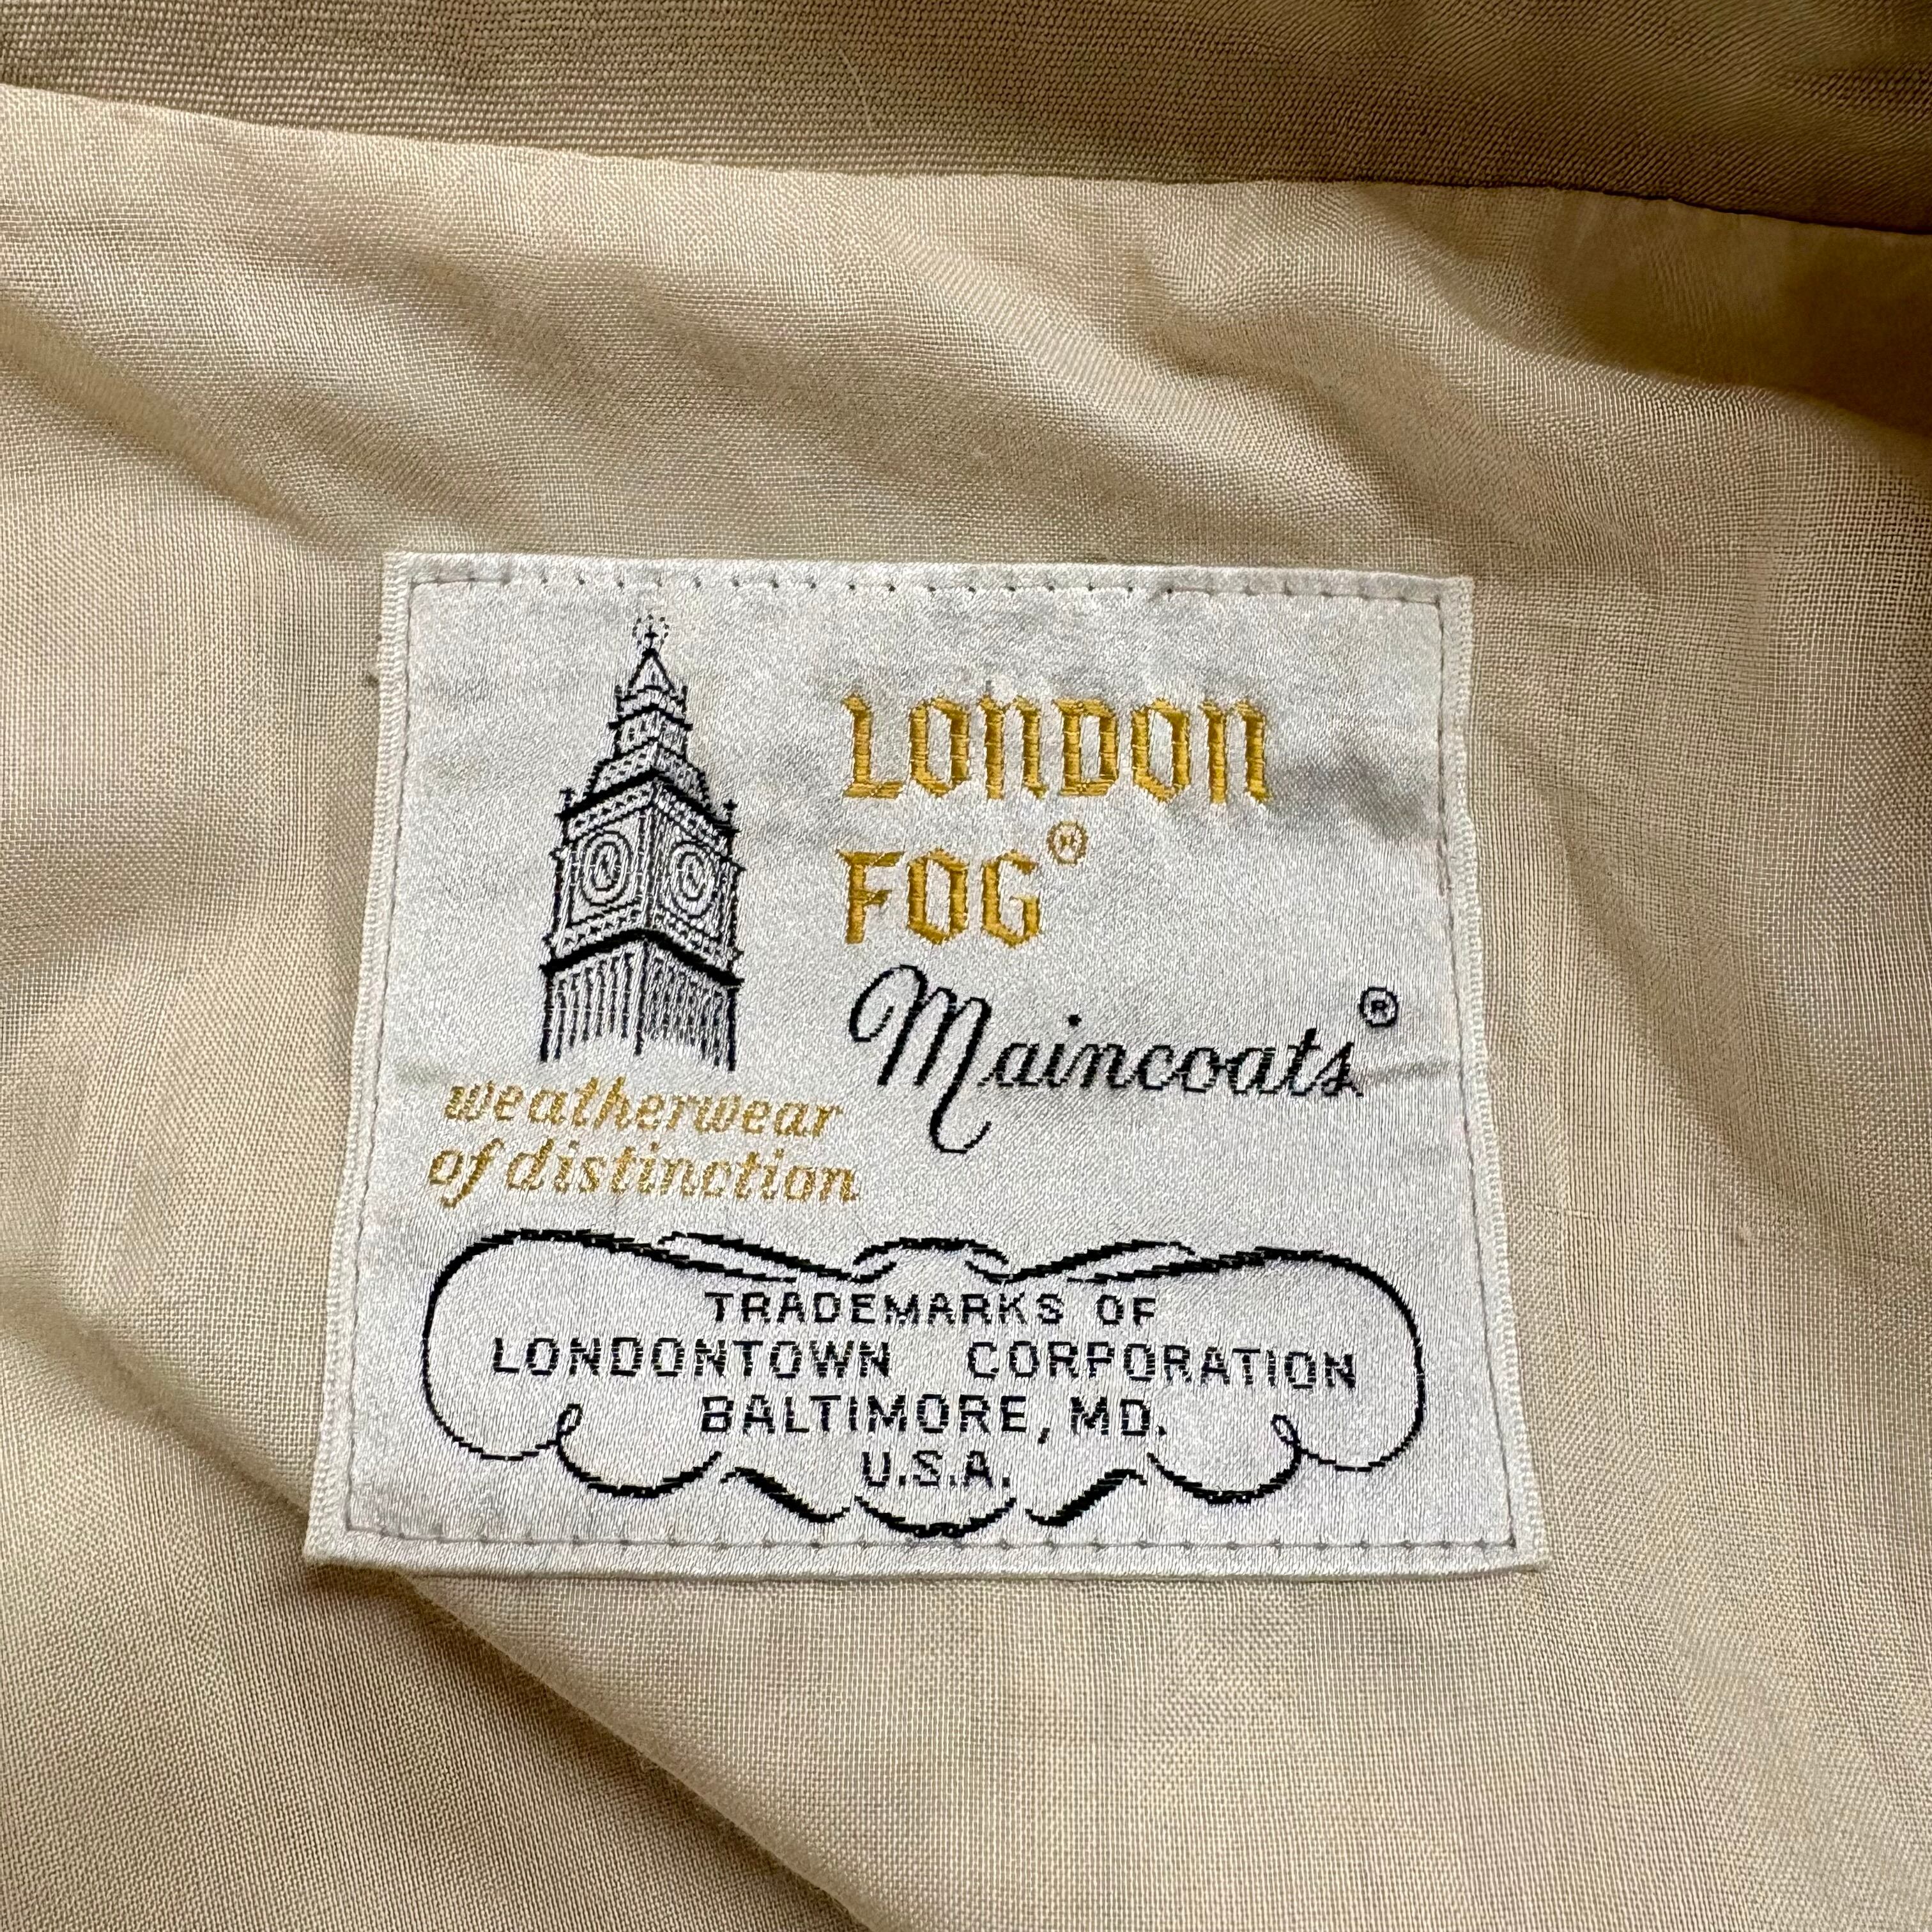 LONDON
FOG®
Maincoats®
weatherwear
of distinction
TRADEMARKS OF
LONDONTOWN CORPORATION
BALTIMORE, MD.
U.S.A.